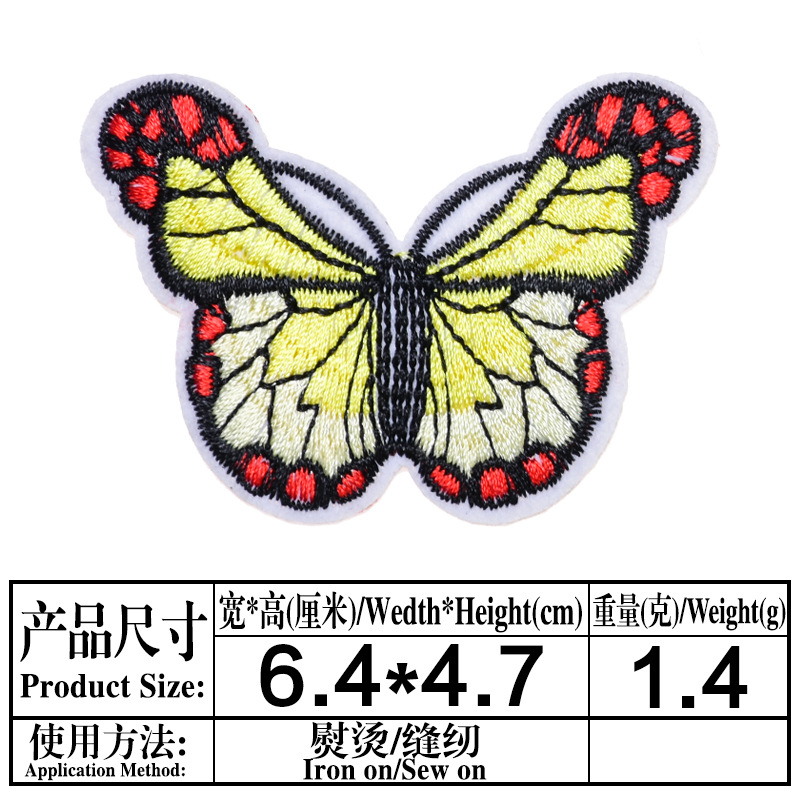 产品尺寸
Product Size:
宽*高(厘米)/Wedth*Height(cm)
重量(克)/Weight(g)
6.4*4.7
1.4
使用方法:
Application Method:
熨烫/缝纫
Iron on/Sew on